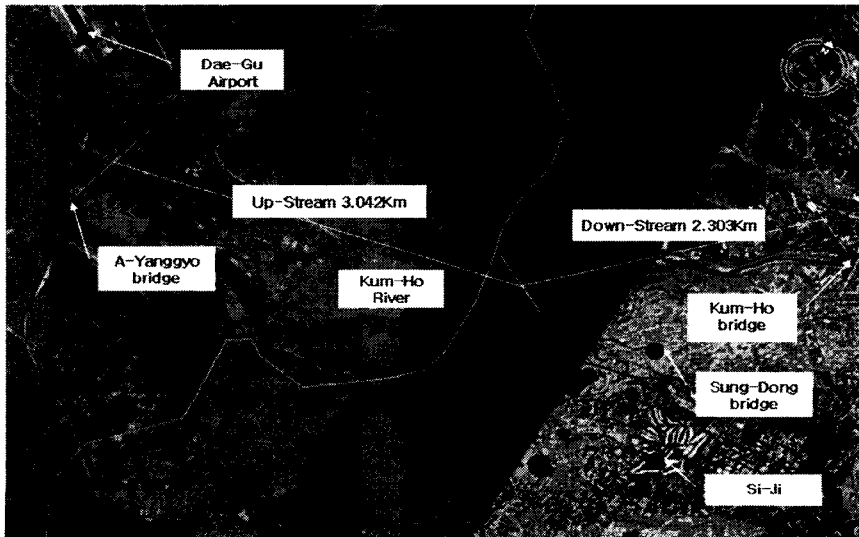 Dae-Gu
Airport
Up-Stream 3.042Km
Down-Stream 2.303Km
A-Yanggyo
bridge
Kum-Ho
River
Kum-Ho
bridge
Sung-Dong
bridge
Si-Ji